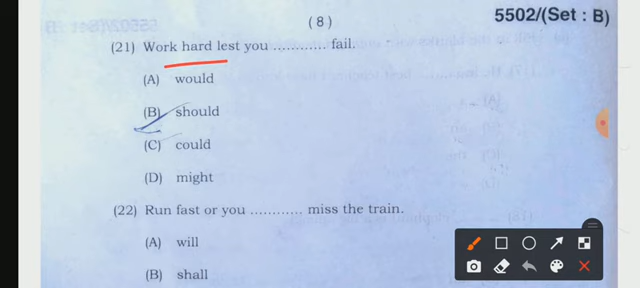 ( 8 )
5502/(Set : B)
(21) Work hard lest you ............ fail.
(A) would
(B) should
(C) could
(D) might
(22) Run fast or you ............ miss the train.
(A) will
(B) shall